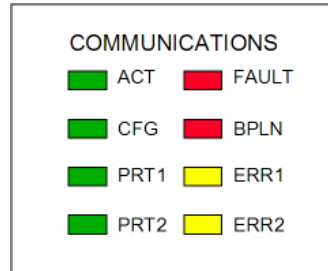 COMMUNICATIONS
ACT FAULT
CFG BPLN
PRT1 ERR1
PRT2 ERR2